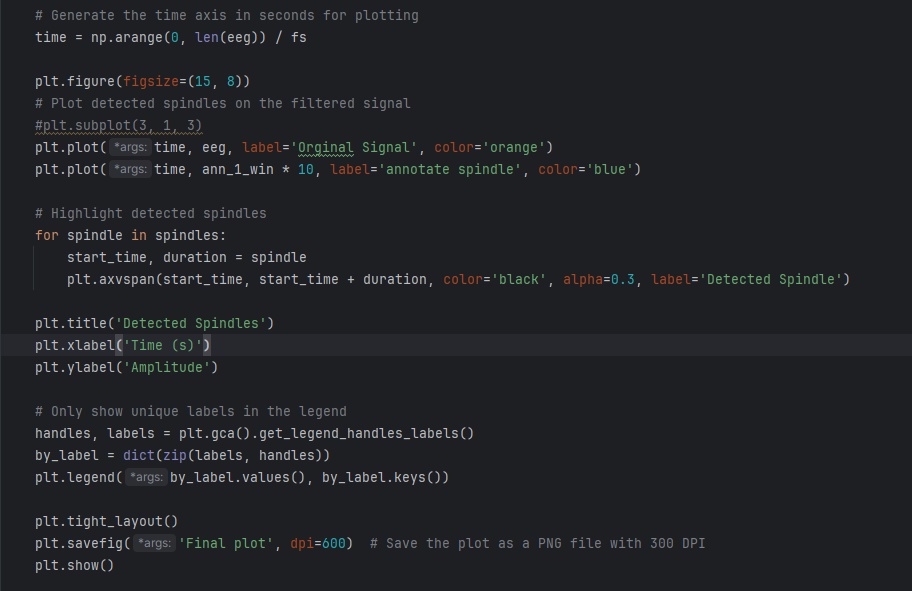 # Generate the time axis in seconds for plotting
time = np.arange(0, len(eeg)) / fs
plt.figure(figsize=(15, 8))
# Plot detected spindles on the filtered signal
#plt.subplot(3, 1, 3)
plt.plot( *args: time, eeg, label='Orginal Signal', color='orange')
plt.plot( *args: time, ann_1_win * 10, label='annotate spindle', color='blue')
# Highlight detected spindles
for spindle in spindles:
    start_time, duration = spindle
    plt.axvspan(start_time, start_time + duration, color='black', alpha=0.3, label='Detected Spindle')
plt.title('Detected Spindles')
plt.xlabel('Time (s)')
plt.ylabel('Amplitude')
# Only show unique labels in the legend
handles, labels = plt.gca().get_legend_handles_labels()
by_label = dict(zip(labels, handles))
plt.legend( *args: by_label.values(), by_label.keys())
plt.tight_layout()
plt.savefig( *args: 'Final plot', dpi=600)  # Save the plot as a PNG file with 300 DPI
plt.show()